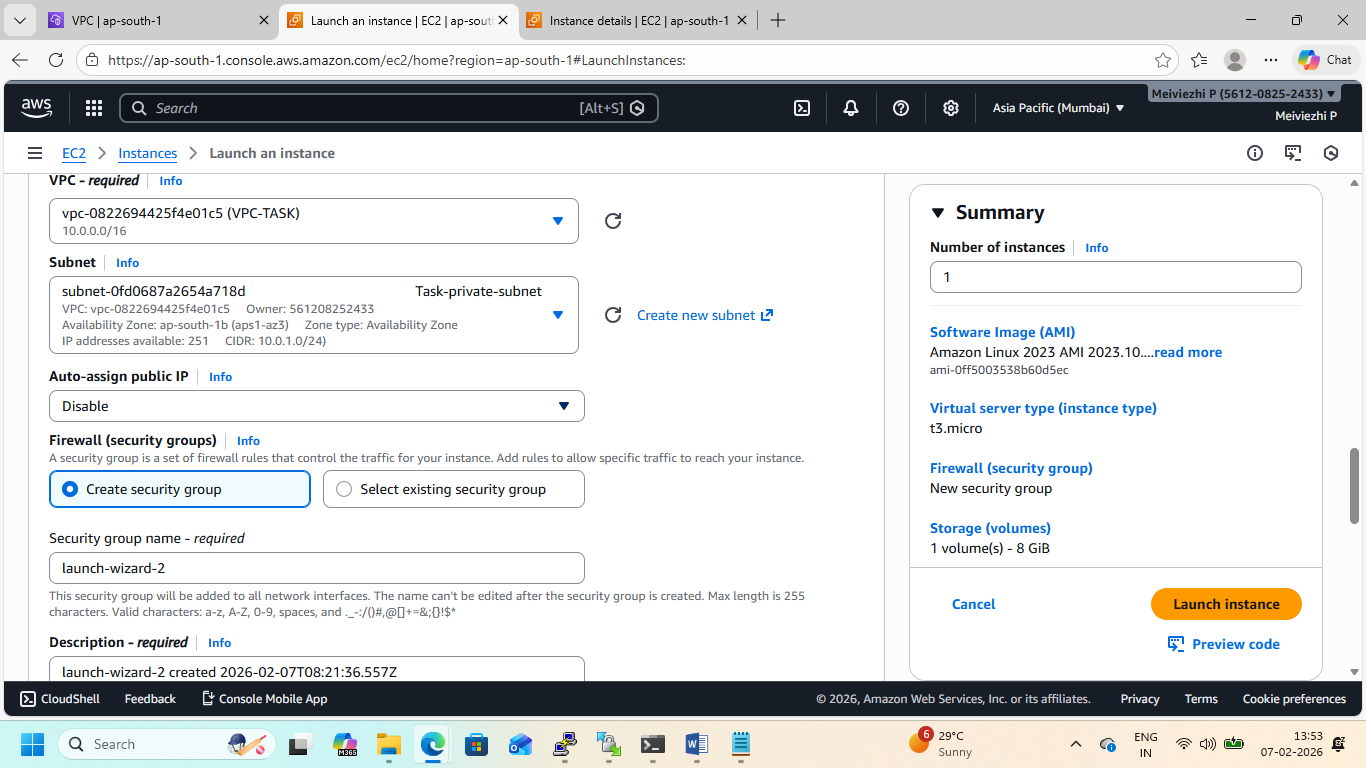 VPC | ap-south-1
Launch an instance | EC2 | ap-sout
Instance details | EC2 | ap-south-1
https://ap-south-1.console.aws.amazon.com/ec2/home?region=ap-south-1#LaunchInstances:
Chat
aws
Search
[Alt+S]
Asia Pacific (Mumbai)
Meiviezhi P (5612-0825-2433)
Meiviezhi P
EC2
Instances
Launch an instance
VPC - required
Info
vpc-0822694425f4e01c5 (VPC-TASK)
10.0.0.0/16
Subnet
Info
subnet-0fd0687a2654a718d Task-private-subnet
VPC: vpc-0822694425f4e01c5 Owner: 561208252433
Availability Zone: ap-south-1b (aps1-az3) Zone type: Availability Zone
IP addresses available: 251 CIDR: 10.0.1.0/24)
Create new subnet
Auto-assign public IP
Info
Disable
Firewall (security groups)
Info
A security group is a set of firewall rules that control the traffic for your instance. Add rules to allow specific traffic to reach your instance.
Create security group
Select existing security group
Security group name - required
launch-wizard-2
This security group will be added to all network interfaces. The name can't be edited after the security group is created. Max length is 255
characters. Valid characters: a-z, A-Z, 0-9, spaces, and ._-:/()#,@[]+=&;{}!$*
Description - required
Info
launch-wizard-2 created 2026-02-07T08:21:36.557Z
Summary
Number of instances
Info
1
Software Image (AMI)
Amazon Linux 2023 AMI 2023.10....read more
ami-0ff5003538b60d5ec
Virtual server type (instance type)
t3.micro
Firewall (security group)
New security group
Storage (volumes)
1 volume(s) - 8 GiB
Cancel
Launch instance
Preview code
CloudShell
Feedback
Console Mobile App
© 2026, Amazon Web Services, Inc. or its affiliates.
Privacy
Terms
Cookie preferences
Search
M365
6
29°C
Sunny
ENG
IN
13:53
07-02-2026